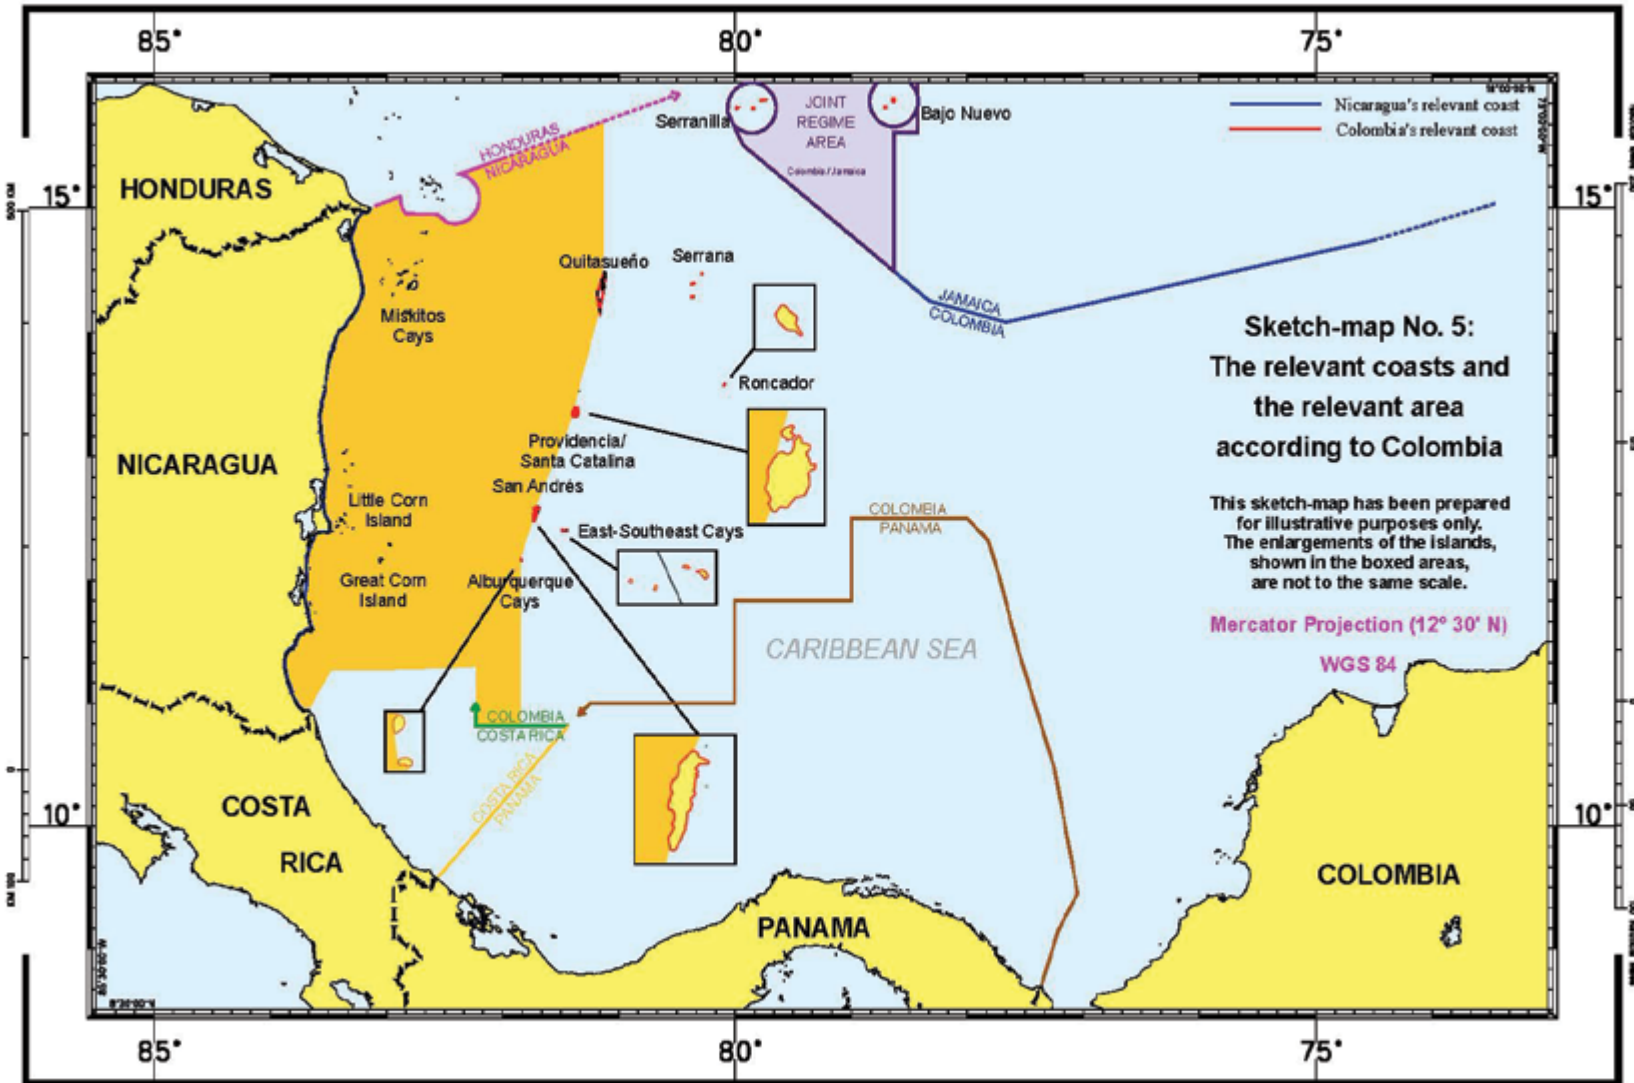 85° 80° 75°
JOINT
REGIME
AREA
Colombia / Jamaica
Serranilla
Bajo Nuevo
Nicaragua's relevant coast
Colombia's relevant coast
HONDURAS
NICARAGUA
HONDURAS
15° 15°
Quitasueño
Serrana
Miskitos
Cays
JAMAICA
COLOMBIA
Sketch-map No. 5:
The relevant coasts and
the relevant area
according to Colombia
Roncador
NICARAGUA
Providencia/
Santa Catalina
San Andrés
Little Corn
Island
East-Southeast Cays
COLOMBIA
PANAMA
This sketch-map has been prepared
for illustrative purposes only.
The enlargements of the islands,
shown in the boxed areas,
are not to the same scale.
Great Corn
Island
Alburquerque
Cays
CARIBBEAN SEA
Mercator Projection (12° 30' N)
WGS 84
COLOMBIA
COSTA RICA
COSTA RICA
PANAMA
COSTA
RICA
10° 10°
COLOMBIA
PANAMA
85° 80° 75°